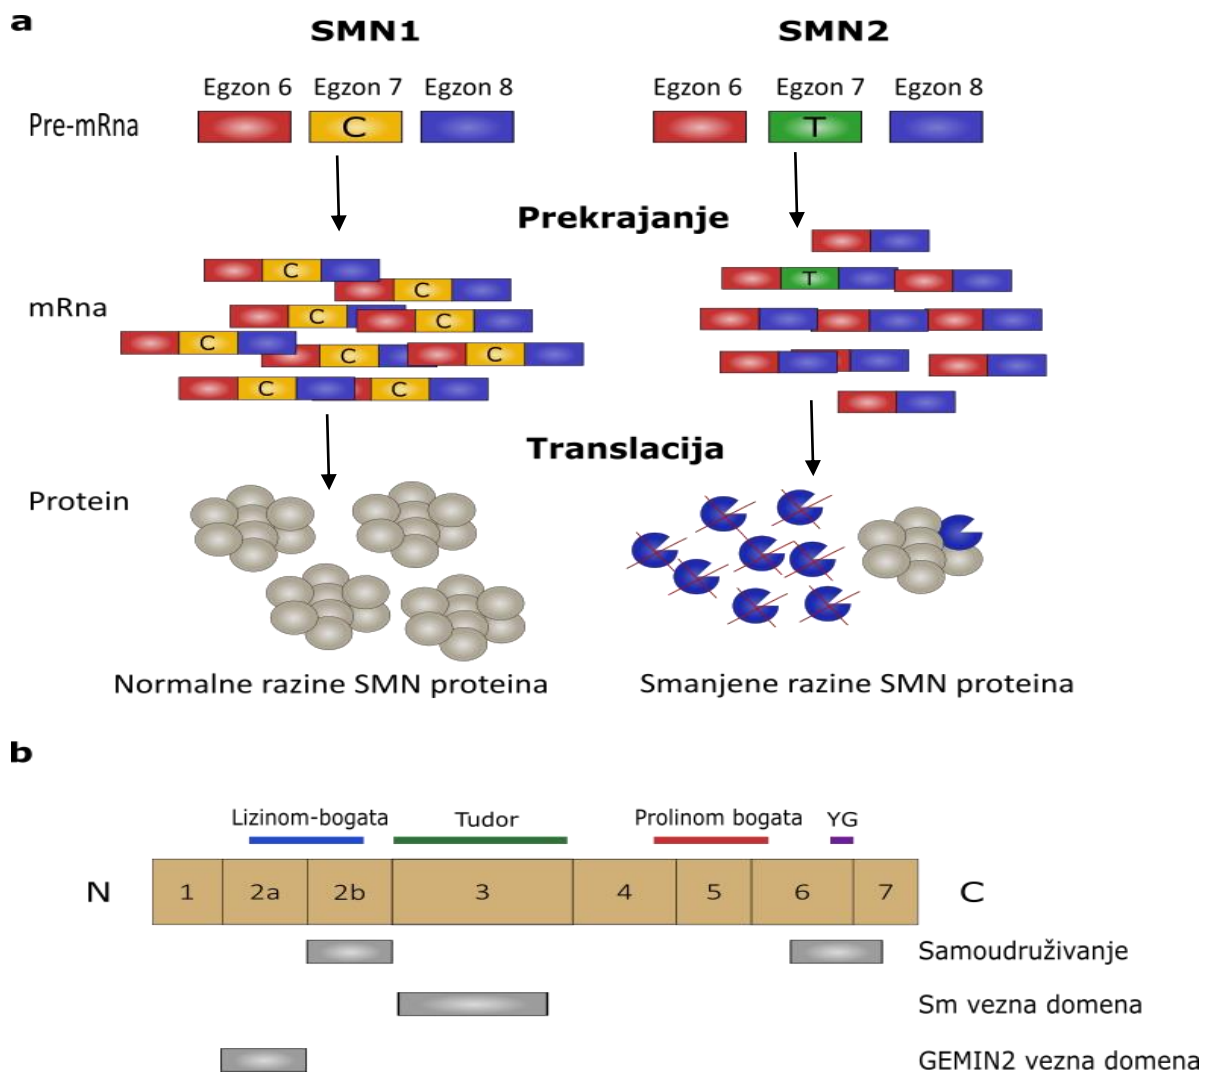 a
SMN1 SMN2
Egzon 6 Egzon 7 Egzon 8 Egzon 6 Egzon 7 Egzon 8
Pre-mRna C T
Prekrajanje
C T
C
mRna C C
C C C
C C
Translacija
Protein
Normalne razine SMN proteina Smanjene razine SMN proteina
b
Lizinom-bogata Tudor Prolinom bogata YG
N 1 2a 2b 3 4 5 6 7 C
Samoudruživanje
Sm vezna domena
GEMIN2 vezna domena